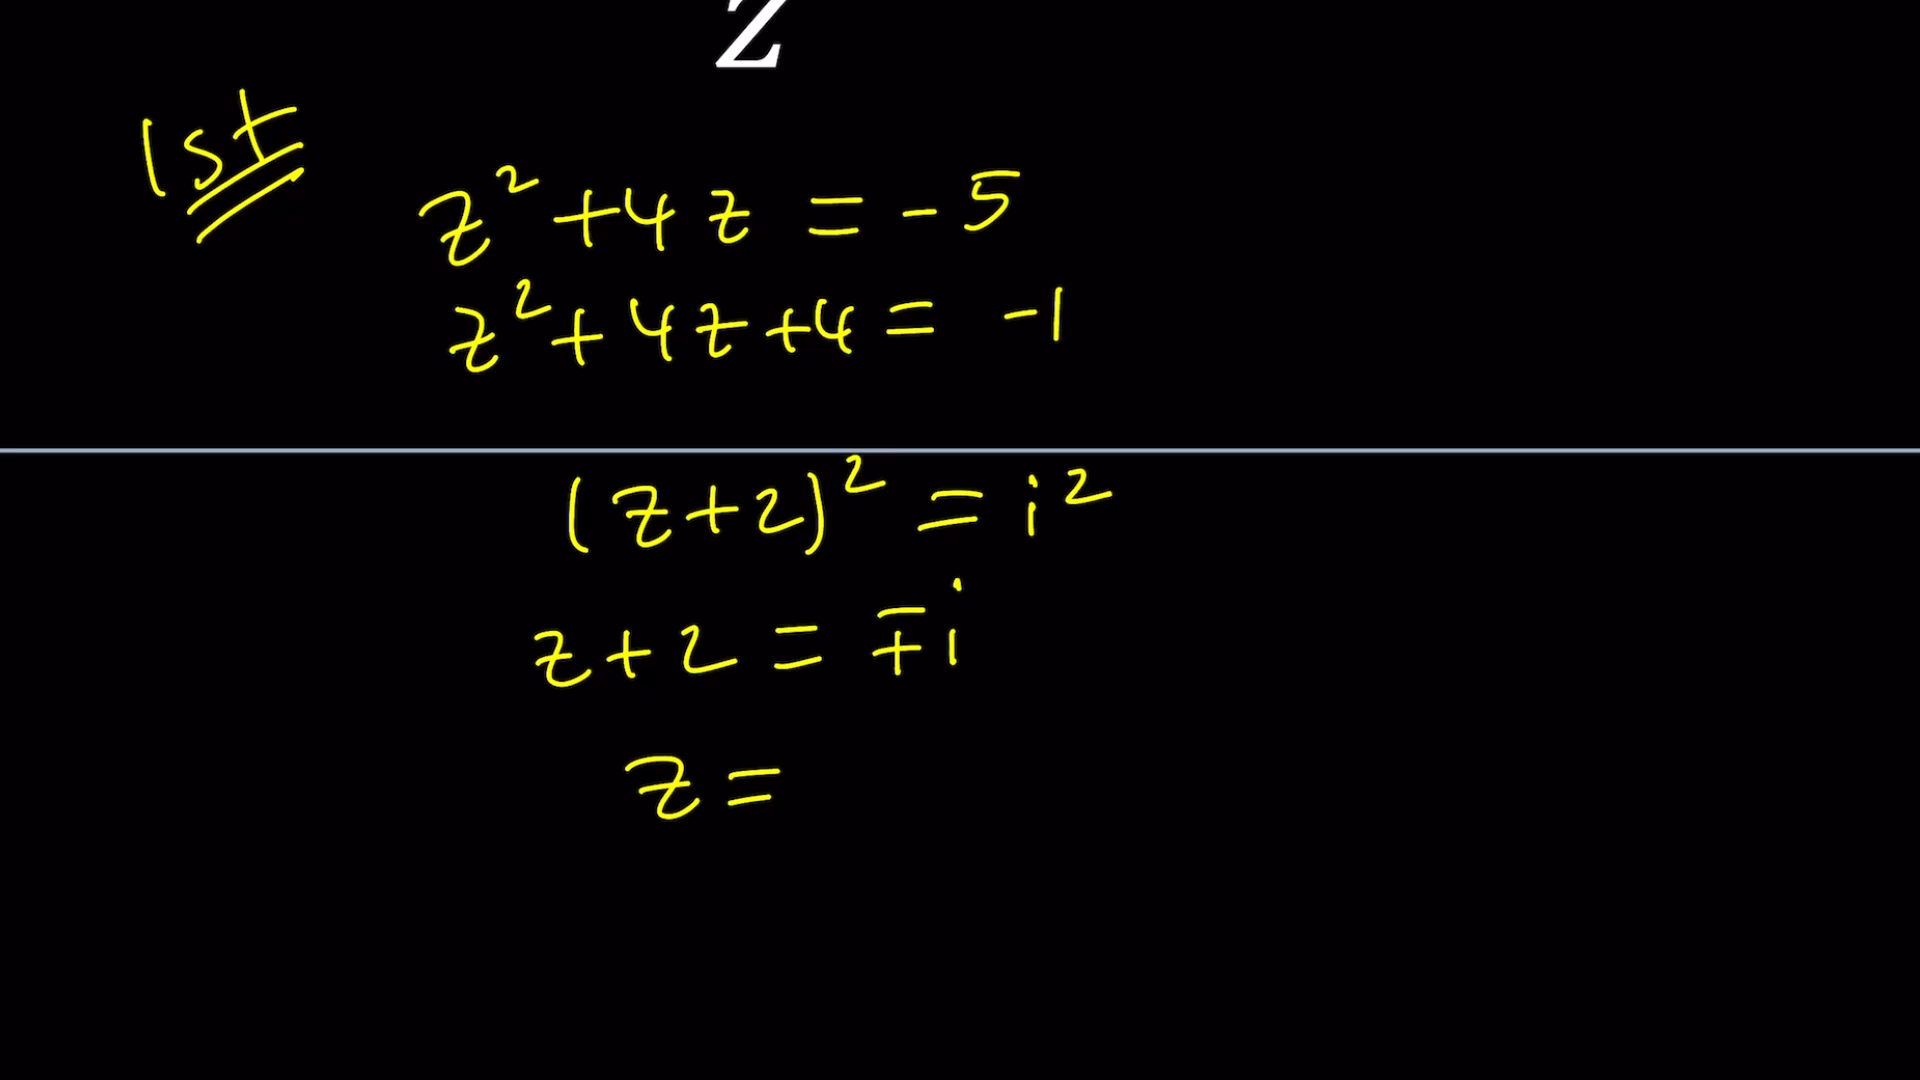 z
1st
z² + 4z = -5
z² + 4z + 4 = -1
(z+2)² = i²
z + 2 = ∓i
z =